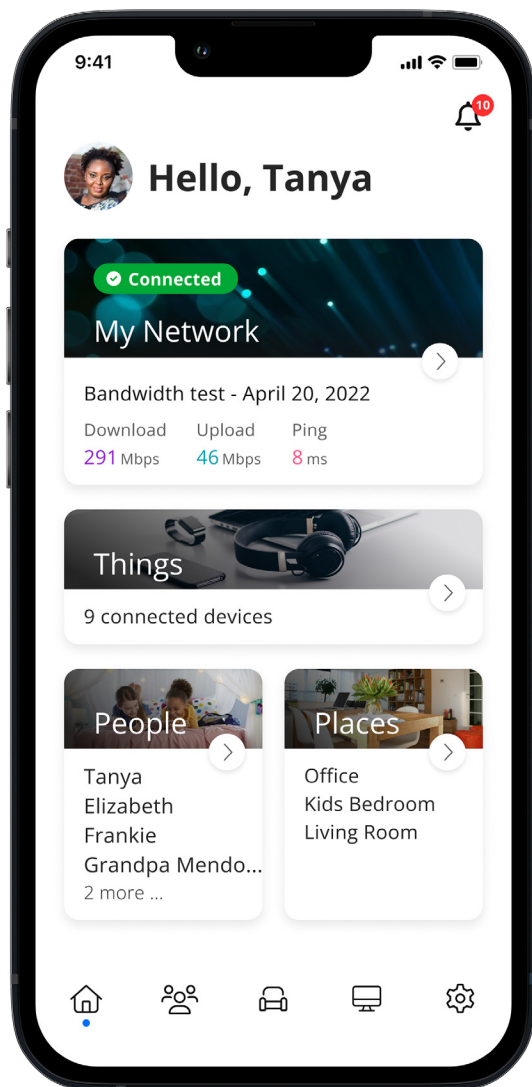 9:41
10
Hello, Tanya
Connected
My Network
Bandwidth test - April 20, 2022
Download Upload Ping
291 Mbps 46 Mbps 8 ms
Things
9 connected devices
People
Tanya
Elizabeth
Frankie
Grandpa Mendo...
2 more ...
Places
Office
Kids Bedroom
Living Room